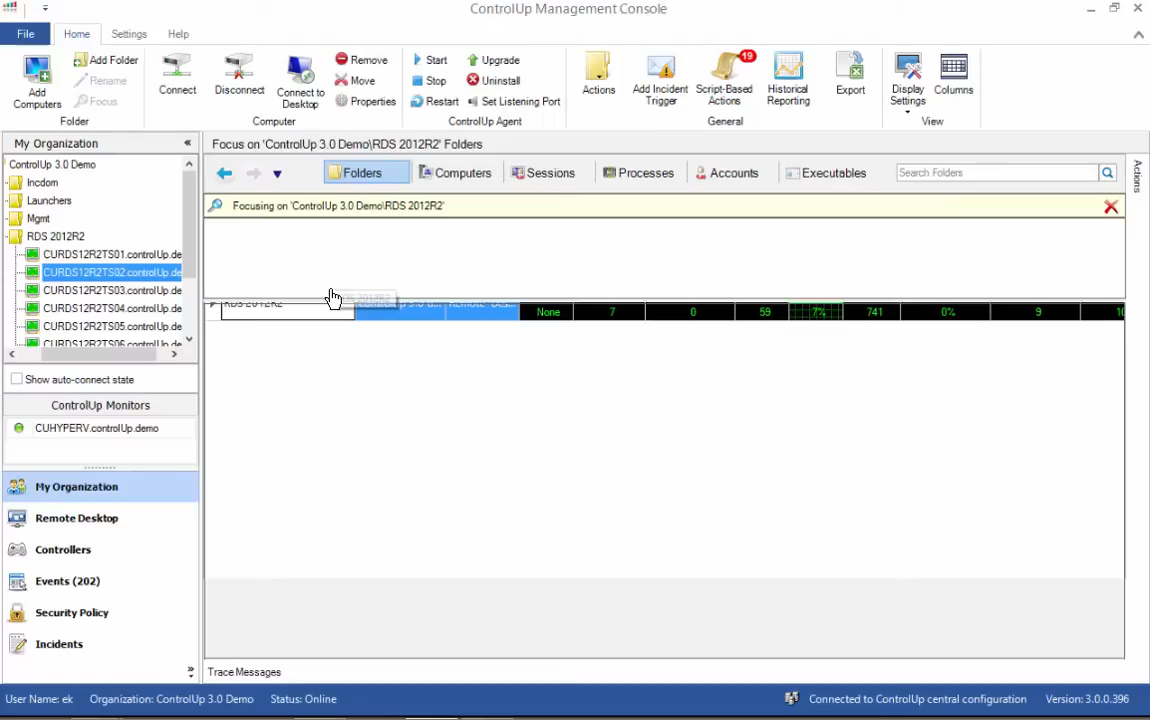 ControlUp Management Console
File Home Settings Help
Add Computers
Add Folder
Rename
Focus
Folder
Connect
Disconnect
Connect to Desktop
Remove
Move
Properties
Computer
Start
Stop
Restart
Upgrade
Uninstall
Set Listening Port
ControlUp Agent
Actions
Add Incident Trigger
19
Script-Based Actions
Historical Reporting
Export
General
Display Settings
Columns
View
My Organization «
ControlUp 3.0 Demo
Incdom
Launchers
Mgmt
RDS 2012R2
CURDS12R2TS01.controlUp.de
CURDS12R2TS02.controlUp.de
CURDS12R2TS03.controlUp.de
CURDS12R2TS04.controlUp.de
CURDS12R2TS05.controlUp.de
CURDS12R2TS06.controlUp.de
Show auto-connect state
ControlUp Monitors
CUHYPERV.controlUp.demo
My Organization
Remote Desktop
Controllers
Events (202)
Security Policy
Incidents
Focus on 'ControlUp 3.0 Demo\RDS 2012R2' Folders
Folders Computers Sessions Processes Accounts Executables Search Folders
Actions
Focusing on 'ControlUp 3.0 Demo\RDS 2012R2'
RDS 2012R2 None 7 0 59 7% 741 0% 9
Trace Messages
User Name: ek Organization: ControlUp 3.0 Demo Status: Online Connected to ControlUp central configuration Version: 3.0.0.396